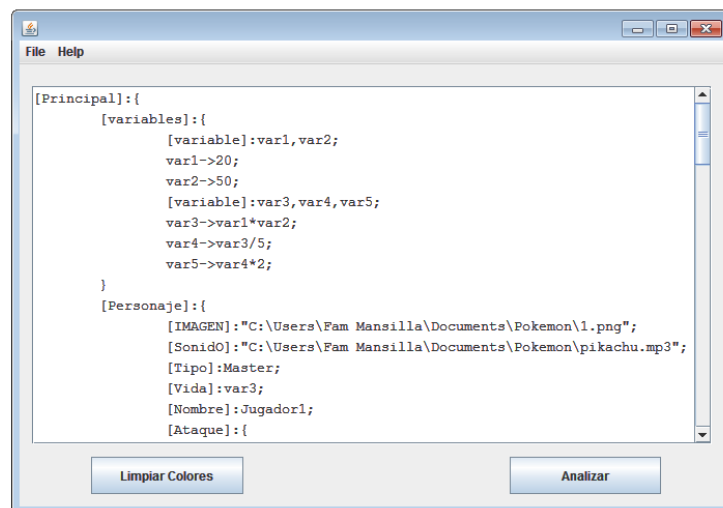 File Help
[Principal]:{
[variables]:{
[variable]:var1,var2;
var1->20;
var2->50;
[variable]:var3,var4,var5;
var3->var1*var2;
var4->var3/5;
var5->var4*2;
}
[Personaje]:{
[IMAGEN]:"C:\Users\Fam Mansilla\Documents\Pokemon\1.png";
[SonidO]:"C:\Users\Fam Mansilla\Documents\Pokemon\pikachu.mp3";
[Tipo]:Master;
[Vida]:var3;
[Nombre]:Jugador1;
[Ataque]:{
Limpiar Colores Analizar